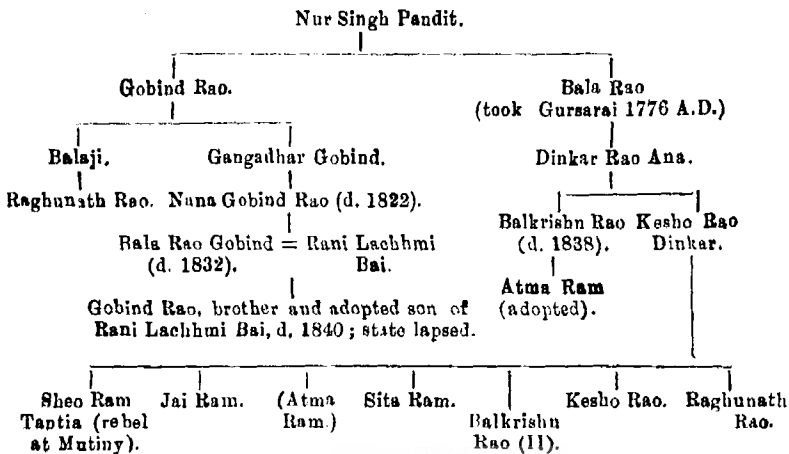 Nur Singh Pandit.
Gobind Rao.
Bala Rao
(took Gursarai 1776 A.D.)
Balaji.
Gangadhar Gobind.
Dinkar Rao Ana.
Raghunath Rao. Nana Gobind Rao (d. 1822).
Balkrishn Rao
(d. 1838).
Kesho Rao
Dinkar.
Bala Rao Gobind = Rani Lachhmi
(d. 1832). Bai.
Atma Ram
(adopted).
Gobind Rao, brother and adopted son of
Rani Lachhmi Bai, d. 1840; state lapsed.
Sheo Ram
Tantia (rebel
at Mutiny).
Jai Ram.
(Atma
Ram.)
Sita Ram.
Balkrishn
Rao (II).
Kesho Rao.
Raghunath
Rao.